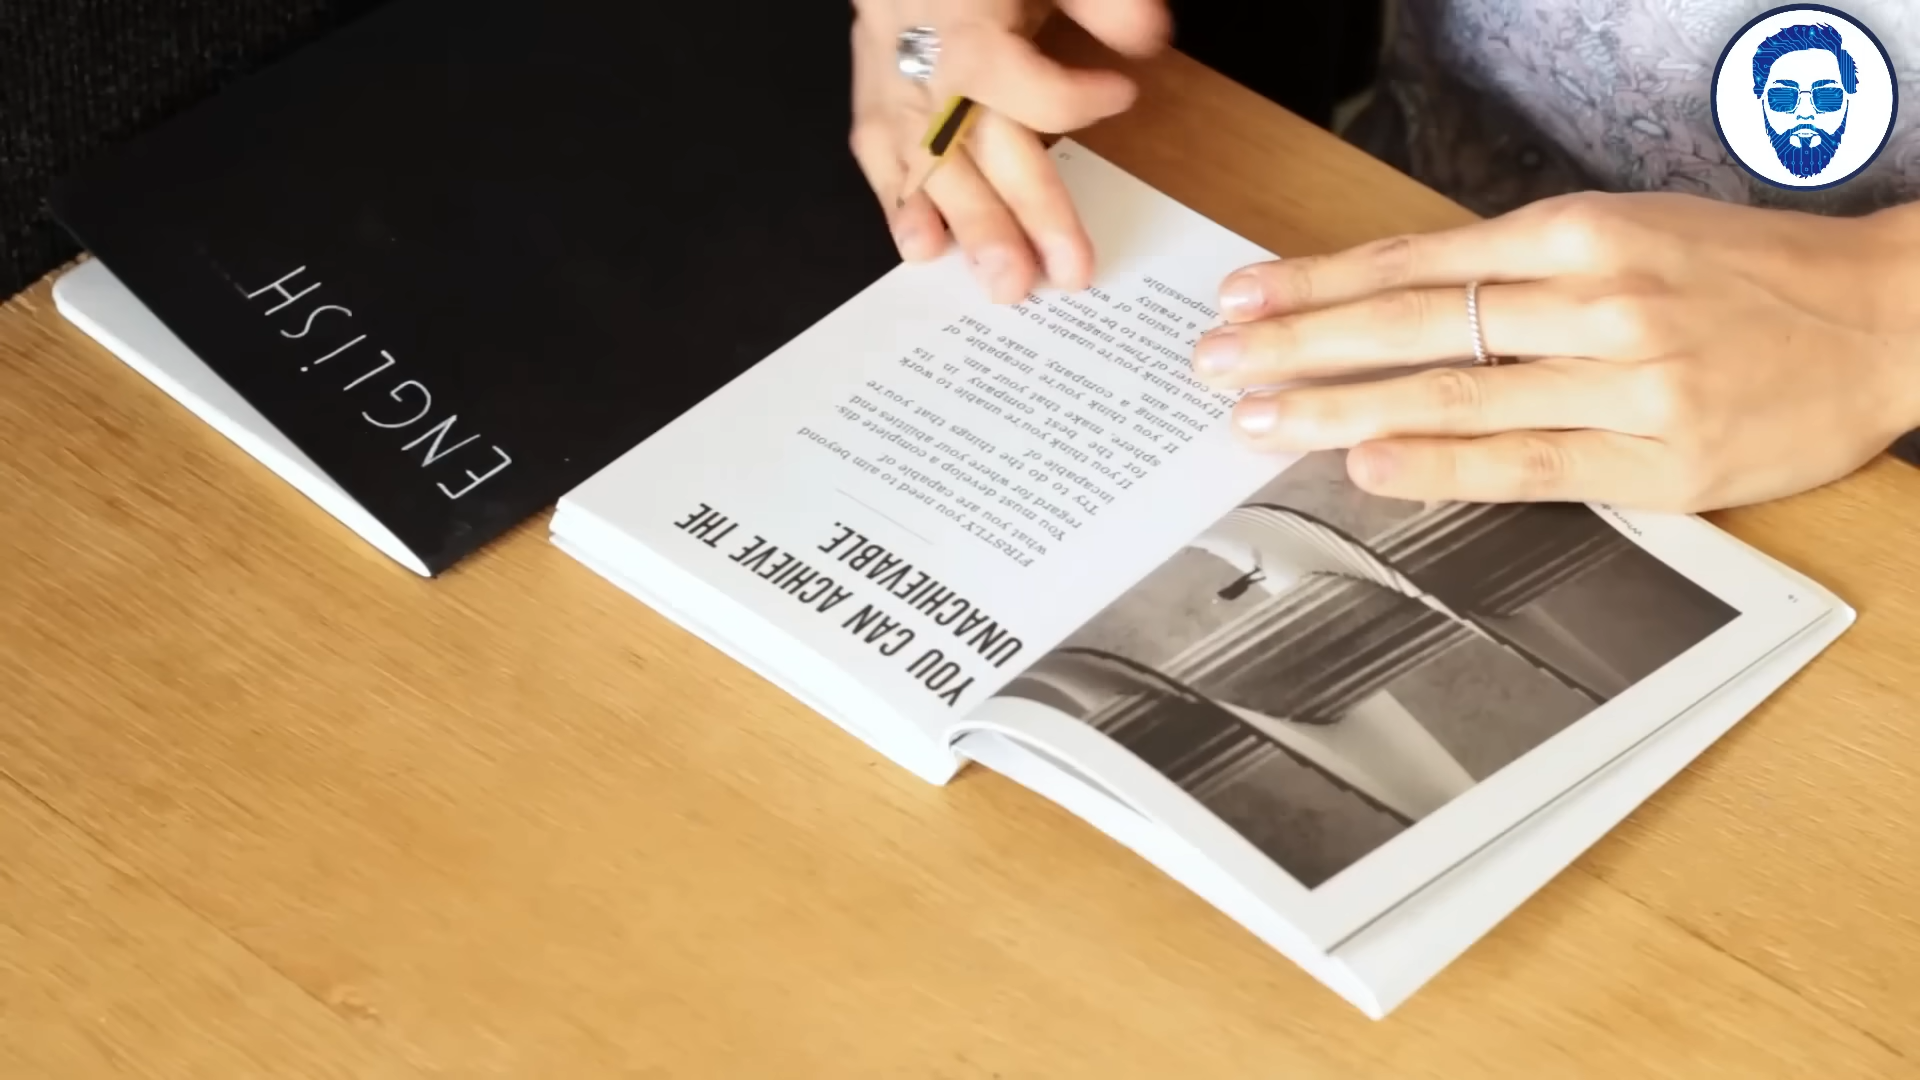 ENGLISH
YOU CAN ACHIEVE THE
UNACHIEVABLE.
FIRSTLY you need to aim beyond
what you are capable of
You must develop a complete dis-
regard for where your abilities end
Try to do the things that you're
incapable of
If you think you're unable to work
for the best company in its
sphere, make that your aim
If you think you're incapable of
running a company, make that
your aim
If you think you're unable to be
cover of Time magazine,
business to be there.
vision of
a reality
impossible
Where